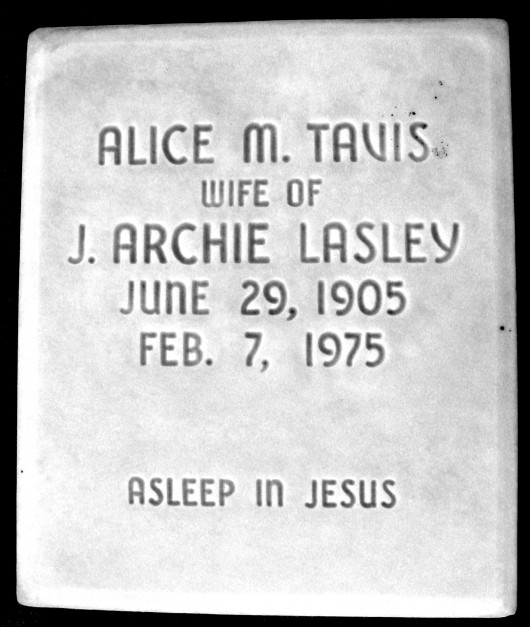 ALICE M. TAVIS
WIFE OF
J. ARCHIE LASLEY
JUNE 29, 1905
FEB. 7, 1975
ASLEEP IN JESUS